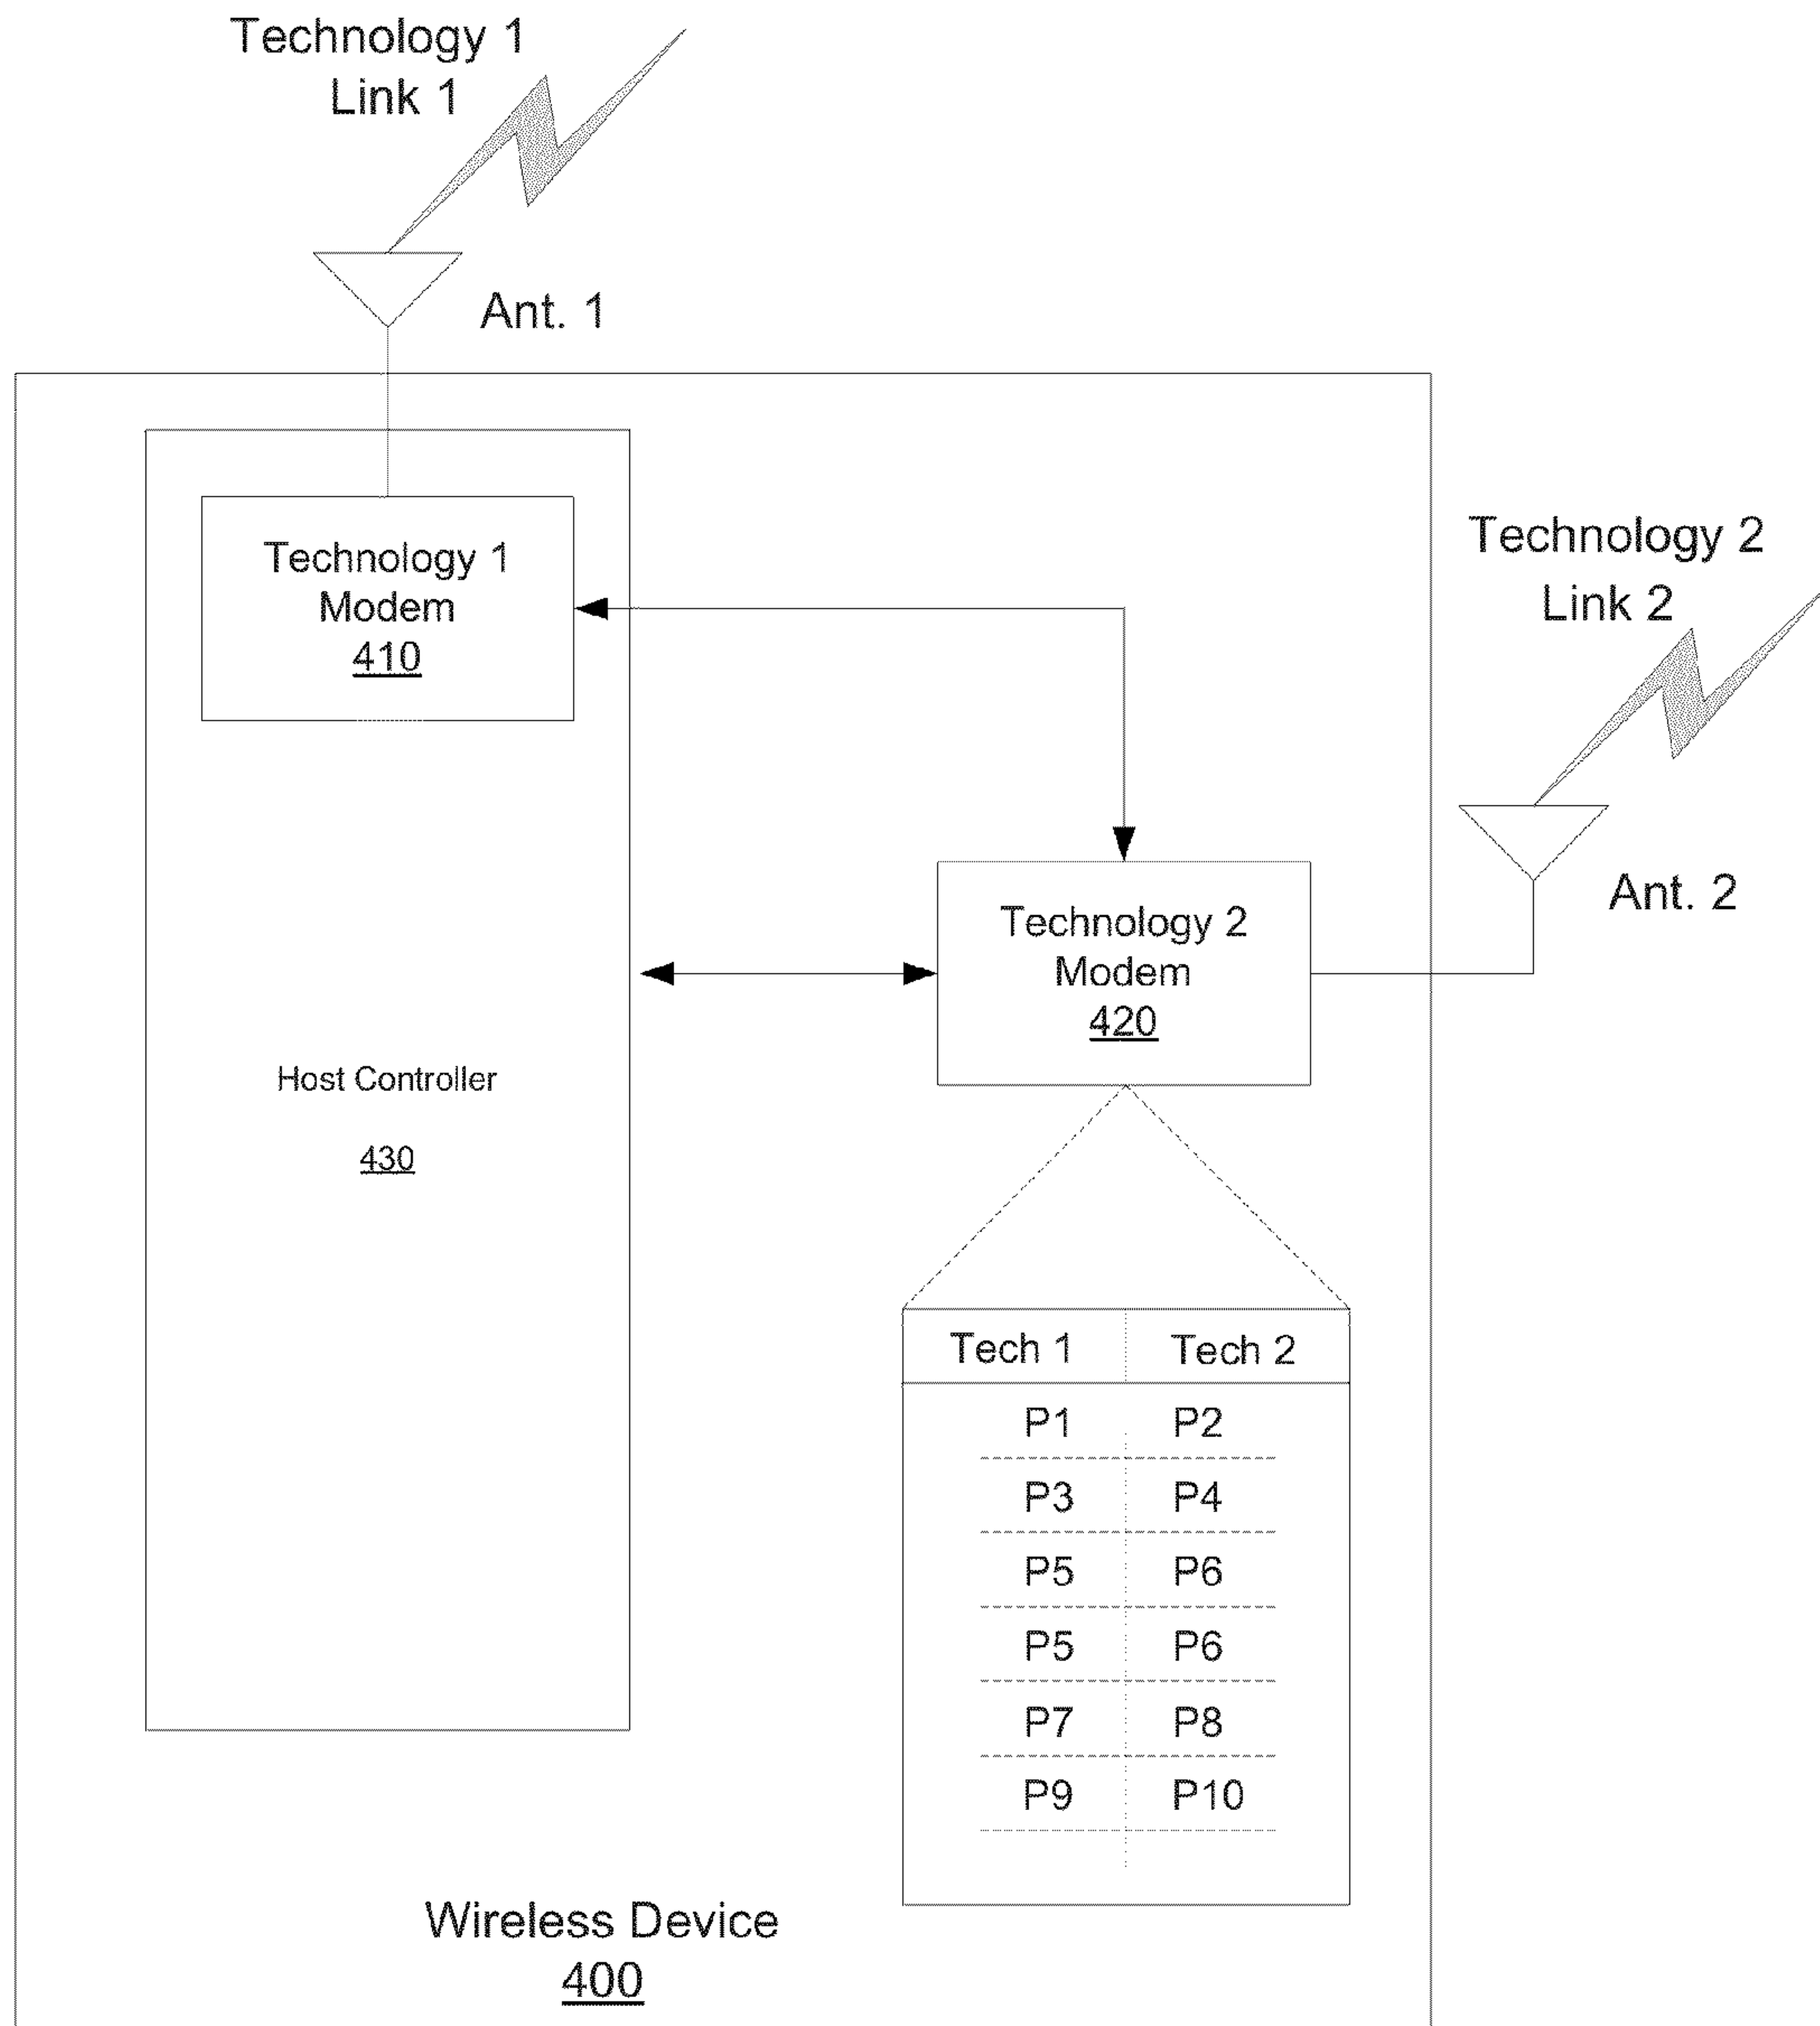 Technology 1
Link 1
Ant. 1
Technology 1
Modem
410
Technology 2
Link 2
Ant. 2
Technology 2
Modem
420
Host Controller
430
Tech 1 Tech 2
P1 P2
P3 P4
P5 P6
P5 P6
P7 P8
P9 P10
Wireless Device
400